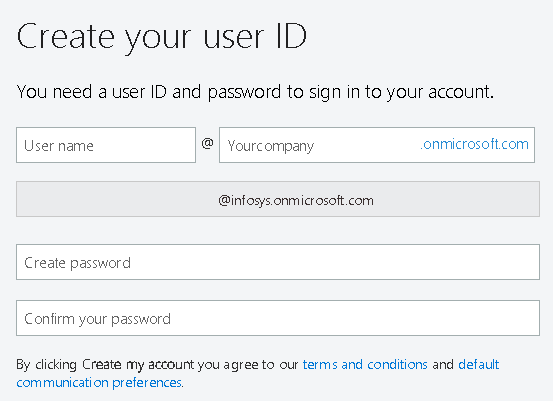 Create your user ID
You need a user ID and password to sign in to your account.
User name @ Yourcompany .onmicrosoft.com
@infosys.onmicrosoft.com
Create password
Confirm your password
By clicking Create my account you agree to our terms and conditions and default
communication preferences.